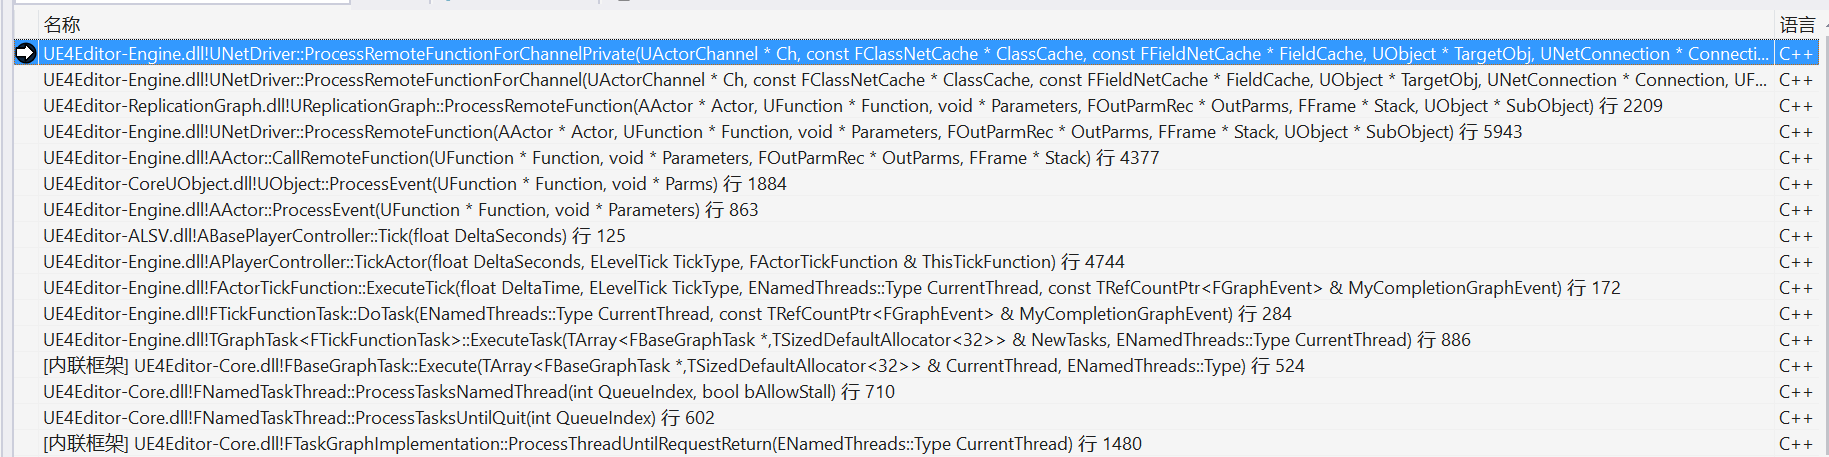 名称 语言
UE4Editor-Engine.dll!UNetDriver::ProcessRemoteFunctionForChannelPrivate(UActorChannel * Ch, const FClassNetCache * ClassCache, const FFieldNetCache * FieldCache, UObject * TargetObj, UNetConnection * Connecti... C++
UE4Editor-Engine.dll!UNetDriver::ProcessRemoteFunctionForChannel(UActorChannel * Ch, const FClassNetCache * ClassCache, const FFieldNetCache * FieldCache, UObject * TargetObj, UNetConnection * Connection, UF... C++
UE4Editor-ReplicationGraph.dll!UReplicationGraph::ProcessRemoteFunction(AActor * Actor, UFunction * Function, void * Parameters, FOutParmRec * OutParms, FFrame * Stack, UObject * SubObject) 行 2209 C++
UE4Editor-Engine.dll!UNetDriver::ProcessRemoteFunction(AActor * Actor, UFunction * Function, void * Parameters, FOutParmRec * OutParms, FFrame * Stack, UObject * SubObject) 行 5943 C++
UE4Editor-Engine.dll!AActor::CallRemoteFunction(UFunction * Function, void * Parameters, FOutParmRec * OutParms, FFrame * Stack) 行 4377 C++
UE4Editor-CoreUObject.dll!UObject::ProcessEvent(UFunction * Function, void * Parms) 行 1884 C++
UE4Editor-Engine.dll!AActor::ProcessEvent(UFunction * Function, void * Parameters) 行 863 C++
UE4Editor-ALSV.dll!ABasePlayerController::Tick(float DeltaSeconds) 行 125 C++
UE4Editor-Engine.dll!APlayerController::TickActor(float DeltaSeconds, ELevelTick TickType, FActorTickFunction & ThisTickFunction) 行 4744 C++
UE4Editor-Engine.dll!FActorTickFunction::ExecuteTick(float DeltaTime, ELevelTick TickType, ENamedThreads::Type CurrentThread, const TRefCountPtr<FGraphEvent> & MyCompletionGraphEvent) 行 172 C++
UE4Editor-Engine.dll!FTickFunctionTask::DoTask(ENamedThreads::Type CurrentThread, const TRefCountPtr<FGraphEvent> & MyCompletionGraphEvent) 行 284 C++
UE4Editor-Engine.dll!TGraphTask<FTickFunctionTask>::ExecuteTask(TArray<FBaseGraphTask *,TSizedDefaultAllocator<32>> & NewTasks, ENamedThreads::Type CurrentThread) 行 886 C++
[内联框架] UE4Editor-Core.dll!FBaseGraphTask::Execute(TArray<FBaseGraphTask *,TSizedDefaultAllocator<32>> & CurrentThread, ENamedThreads::Type) 行 524 C++
UE4Editor-Core.dll!FNamedTaskThread::ProcessTasksNamedThread(int QueueIndex, bool bAllowStall) 行 710 C++
UE4Editor-Core.dll!FNamedTaskThread::ProcessTasksUntilQuit(int QueueIndex) 行 602 C++
[内联框架] UE4Editor-Core.dll!FTaskGraphImplementation::ProcessThreadUntilRequestReturn(ENamedThreads::Type CurrentThread) 行 1480 C++